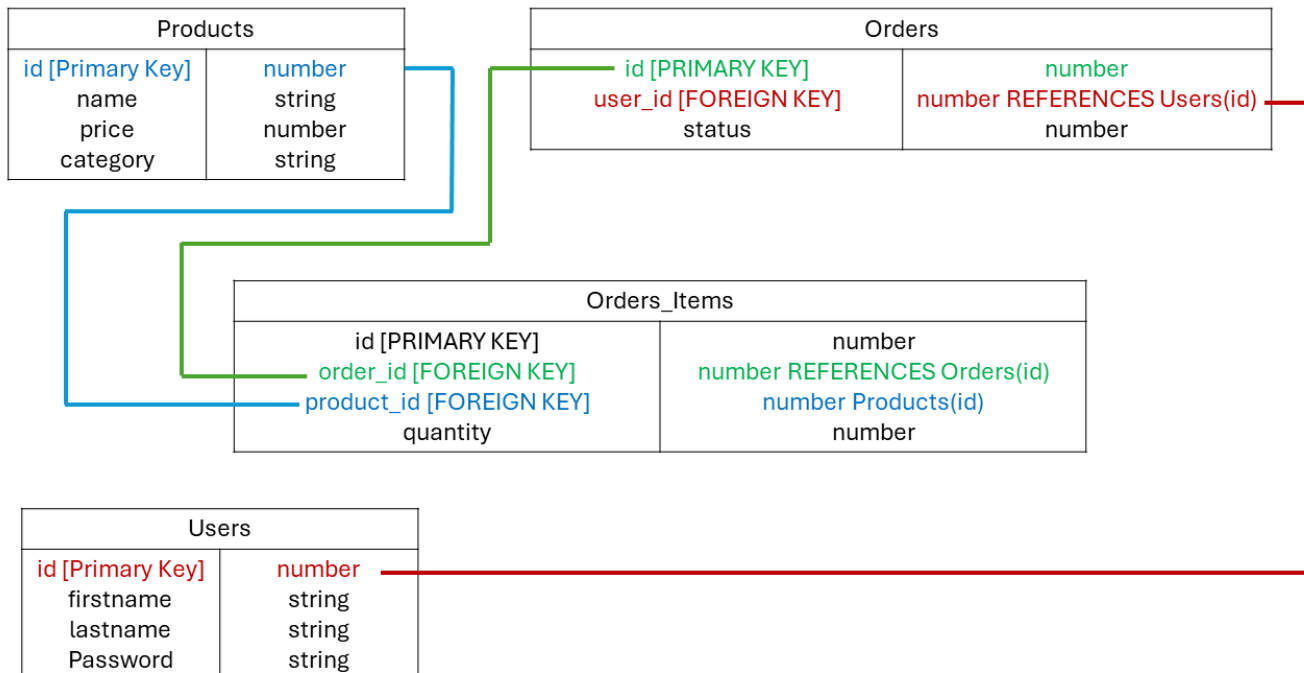 Products
id [Primary Key] number
name string
price number
category string
Orders
id [PRIMARY KEY] number
user_id [FOREIGN KEY] number REFERENCES Users(id)
status number
Orders_Items
id [PRIMARY KEY] number
order_id [FOREIGN KEY] number REFERENCES Orders(id)
product_id [FOREIGN KEY] number Products(id)
quantity number
Users
id [Primary Key] number
firstname string
lastname string
Password string